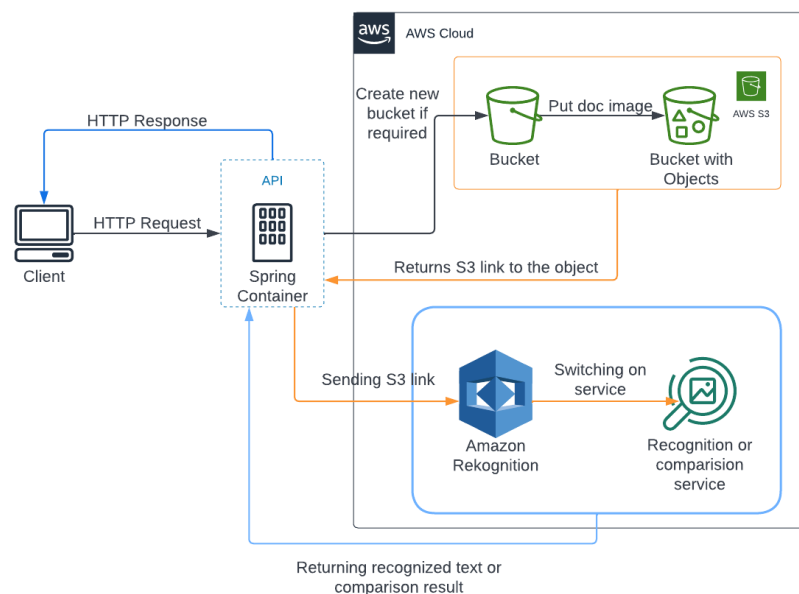 aws
AWS Cloud
Create new
bucket if
required
Put doc image
AWS S3
HTTP Response
Bucket
Bucket with
Objects
API
HTTP Request
Client
Spring
Container
Returns S3 link to the object
Sending S3 link
Switching on
service
Amazon
Rekognition
Recognition or
comparision
service
Returning recognized text or
comparison result